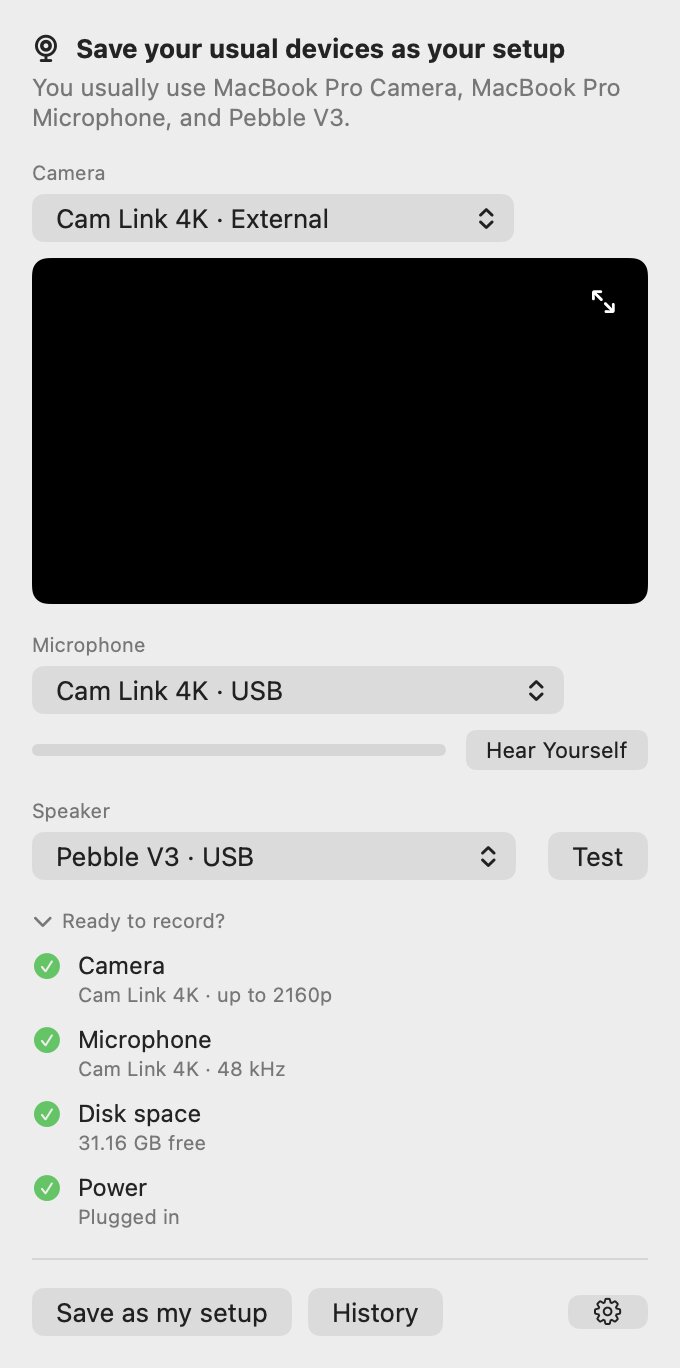 Save your usual devices as your setup
You usually use MacBook Pro Camera, MacBook Pro
Microphone, and Pebble V3.
Camera
Cam Link 4K · External
Microphone
Cam Link 4K · USB
Hear Yourself
Speaker
Pebble V3 · USB
Test
Ready to record?
Camera
Cam Link 4K · up to 2160p
Microphone
Cam Link 4K · 48 kHz
Disk space
31.16 GB free
Power
Plugged in
Save as my setup
History